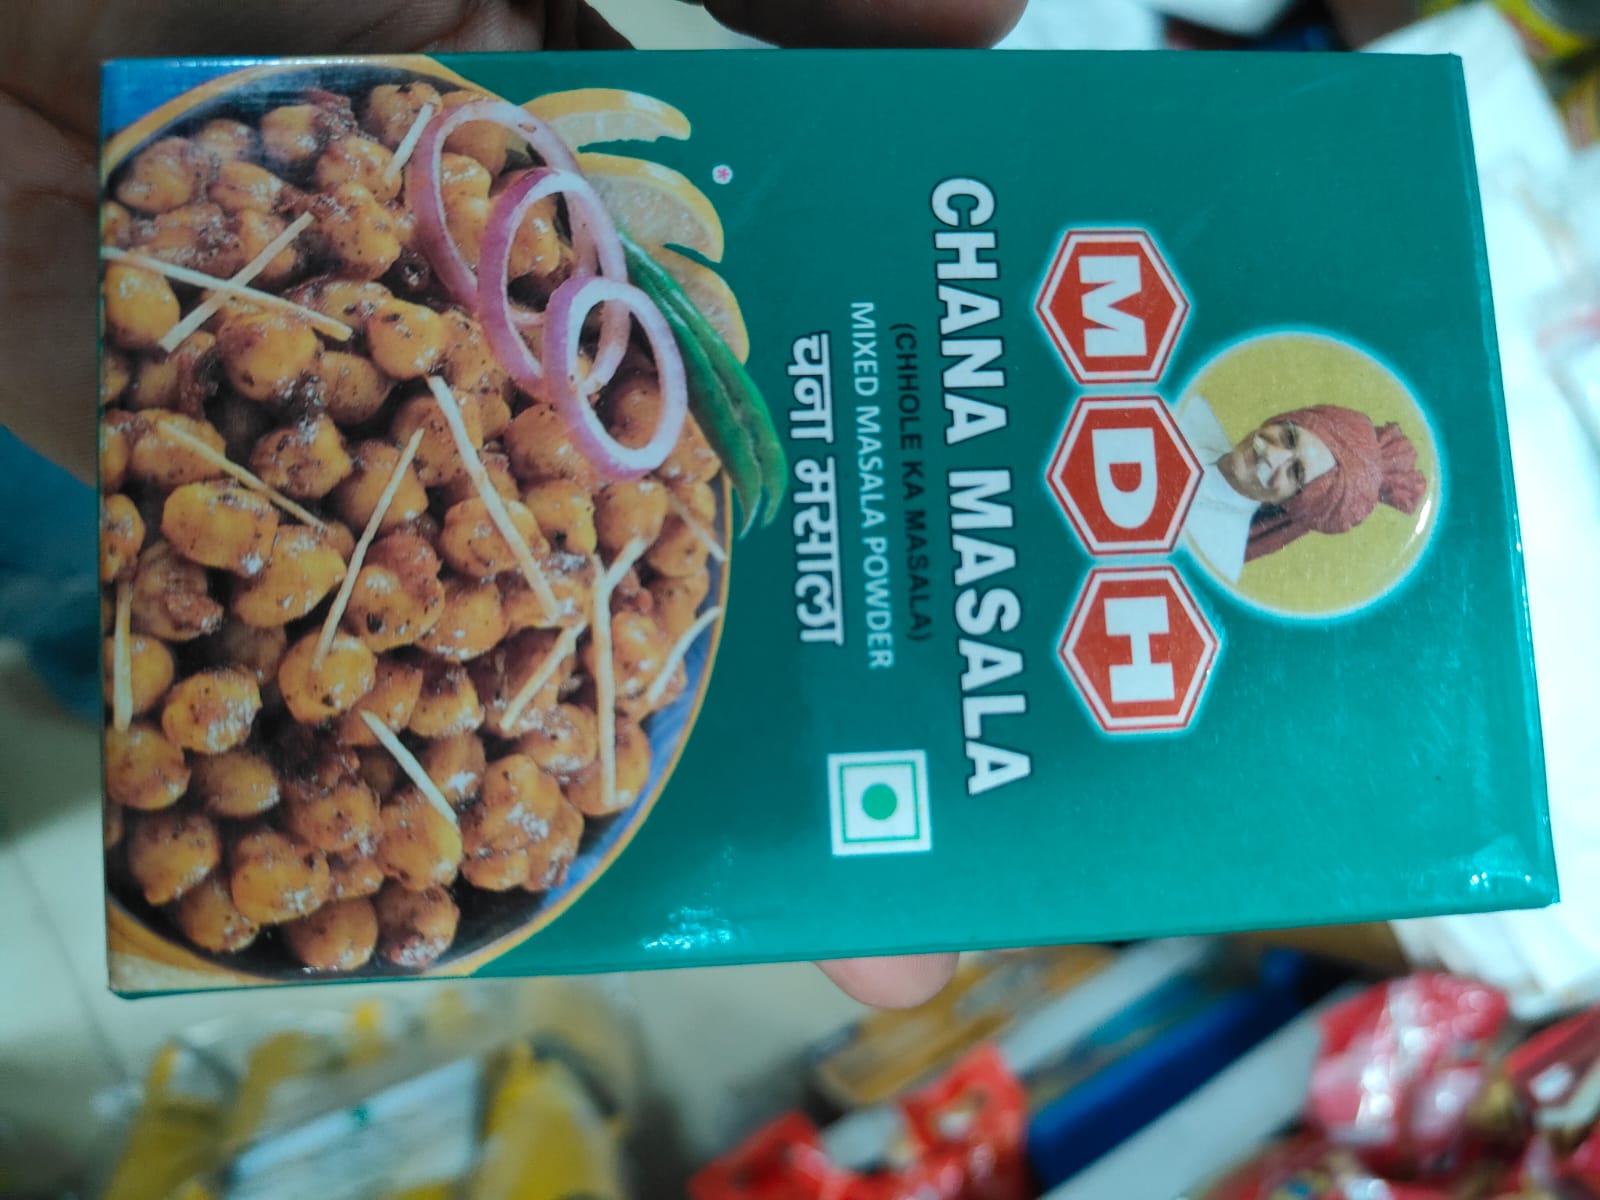 MDH
CHANA MASALA
(CHHOLE KA MASALA)
MIXED MASALA POWDER
चना मसाला
*